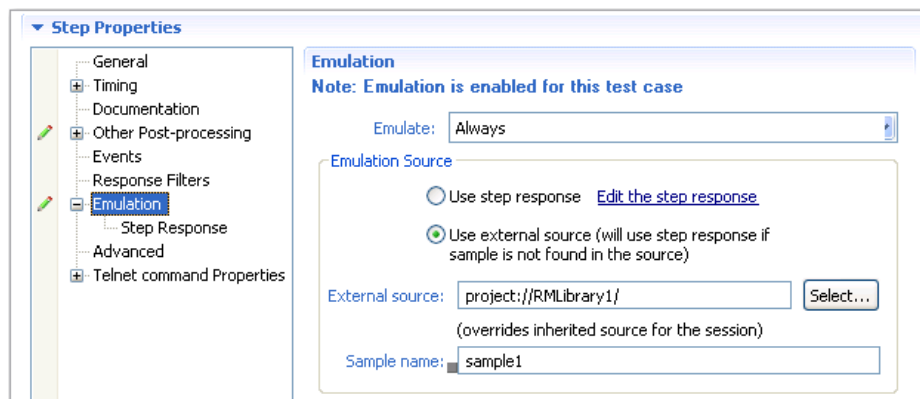 Step Properties
General
Timing
Documentation
Other Post-processing
Events
Response Filters
Emulation
Step Response
Advanced
Telnet command Properties
Emulation
Note: Emulation is enabled for this test case
Emulate: Always
Emulation Source
Use step response Edit the step response
Use external source (will use step response if
sample is not found in the source)
External source: project://RMLibrary1/ Select...
(overrides inherited source for the session)
Sample name: sample1